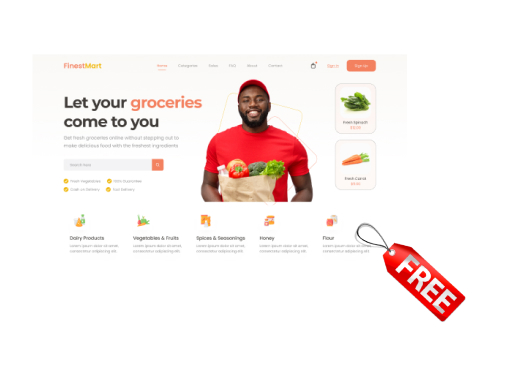 FinestMart
Home Categories FAQ About Contact
Sign In Sign Up
Let your groceries
come to you
Get fresh groceries online without stepping out to
make delicious food with the freshest ingredients
Search here
Fresh Vegetables 100% Guarantee
Cash on Delivery Fast Delivery
Fresh Spinach
Fresh Carrot
Dairy Products
Lorem ipsum dolor sit amet,
consectetur adipiscing elit.
Vegetables & Fruits
Lorem ipsum dolor sit amet,
consectetur adipiscing elit.
Spices & Seasonings
Lorem ipsum dolor sit amet,
consectetur adipiscing elit.
Honey
Lorem ipsum dolor sit amet,
consectetur adipiscing elit.
Flour
Lorem ipsum dolor sit amet,
consectetur adipiscing elit.
FREE